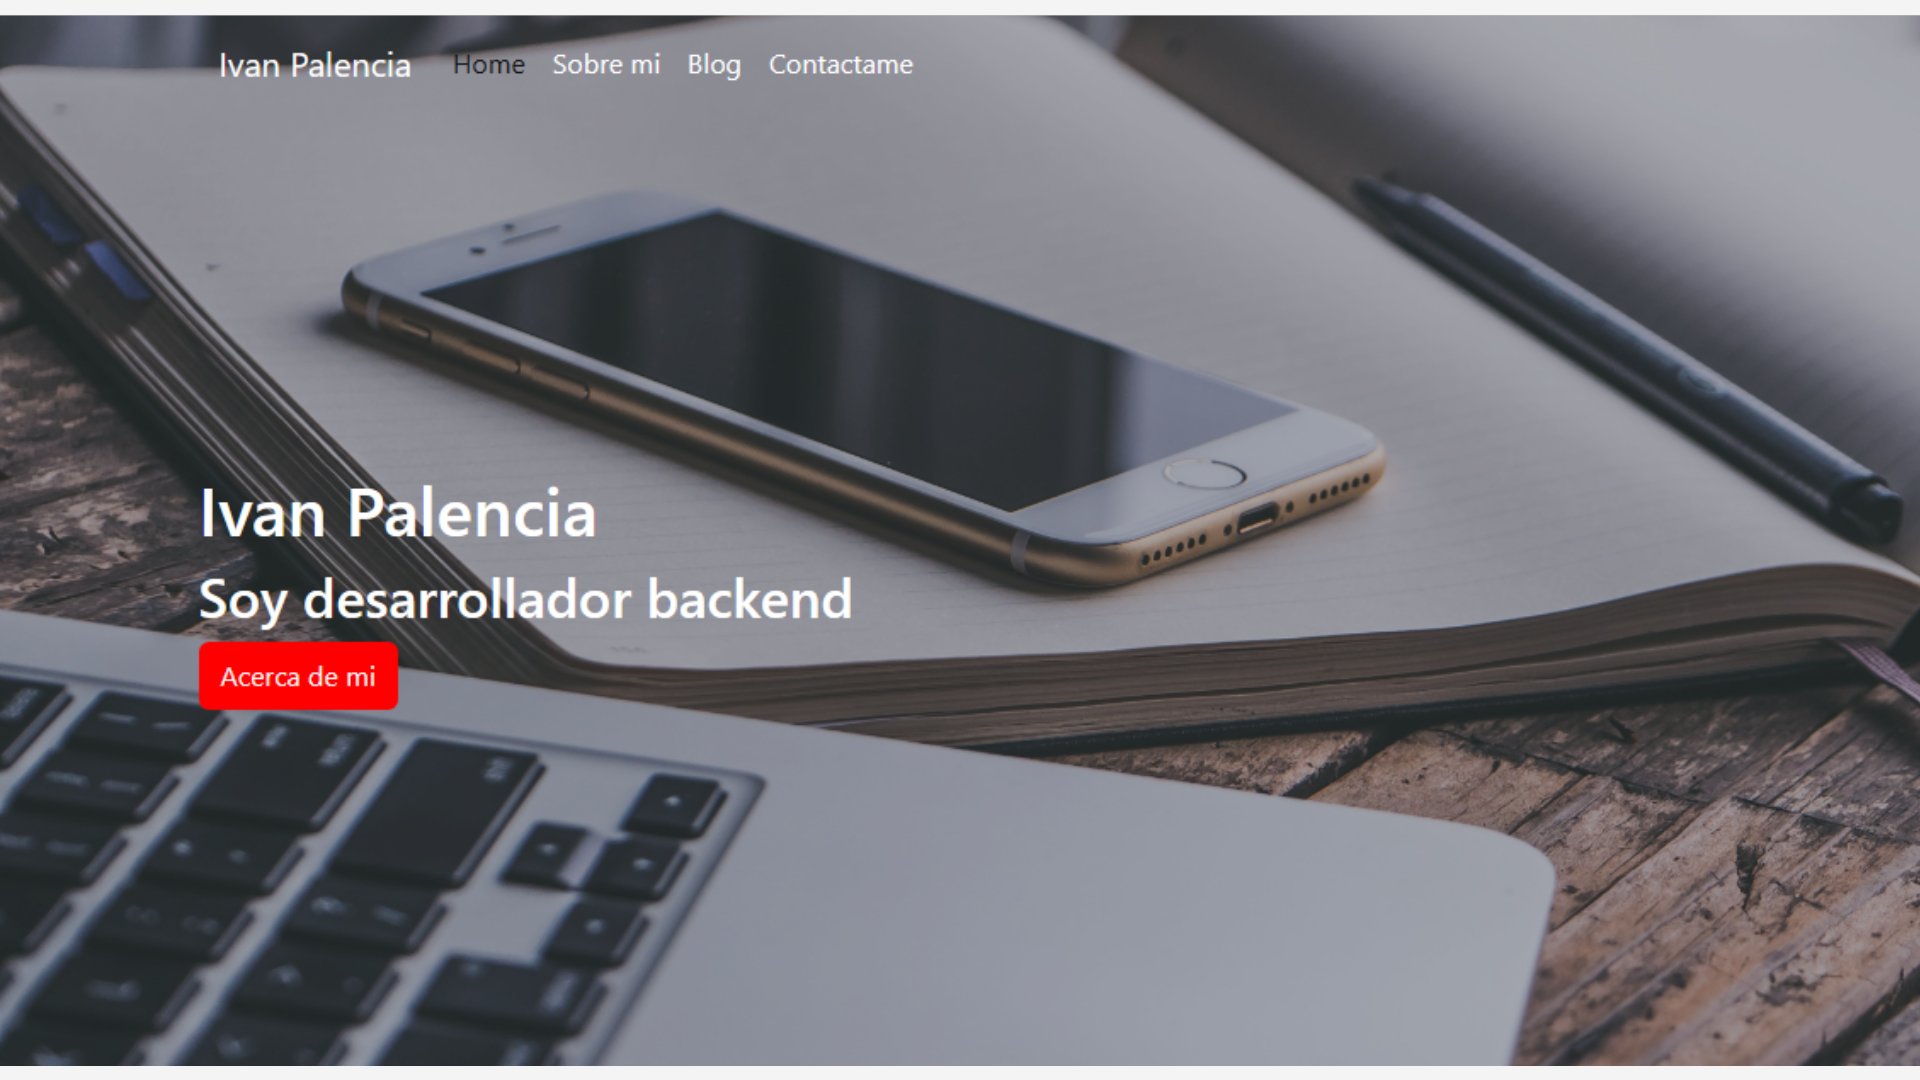 Ivan Palencia Home Sobre mi Blog Contactame
Ivan Palencia
Soy desarrollador backend
Acerca de mi